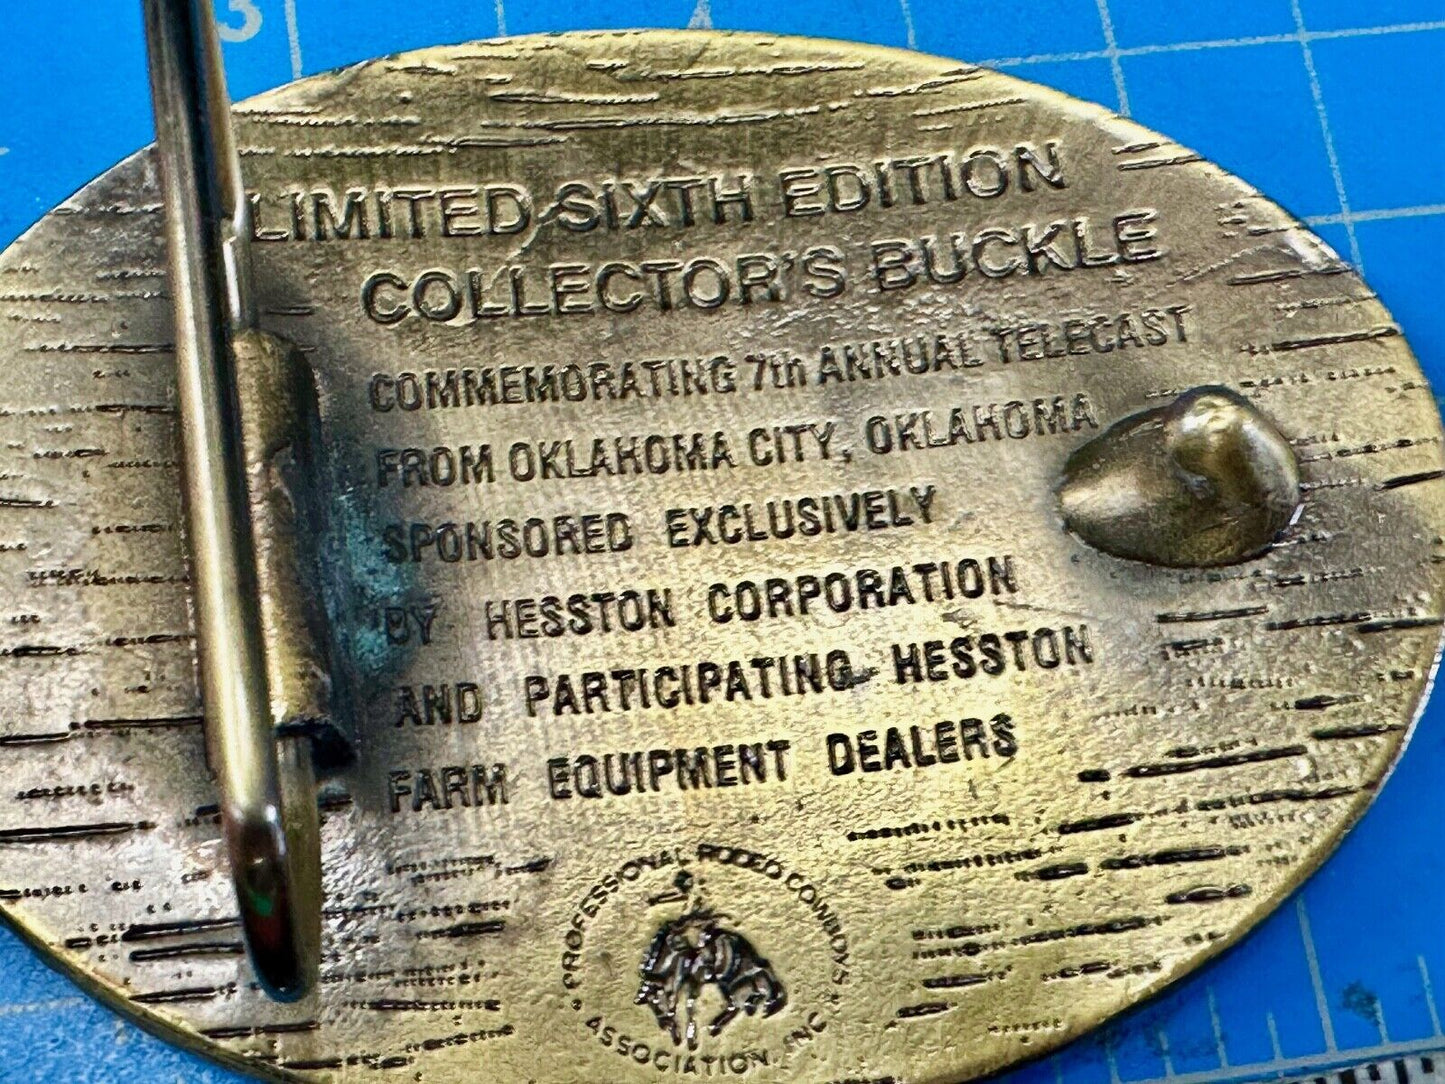 3
LIMITED SIXTH EDITION
COLLECTOR'S BUCKLE
COMMEMORATING 7th ANNUAL TELECAST
FROM OKLAHOMA CITY, OKLAHOMA
SPONSORED EXCLUSIVELY
BY HESSTON CORPORATION
AND PARTICIPATING HESSTON
FARM EQUIPMENT DEALERS
PROFESSIONAL RODEO COWBOYS
ASSOCIATION, INC